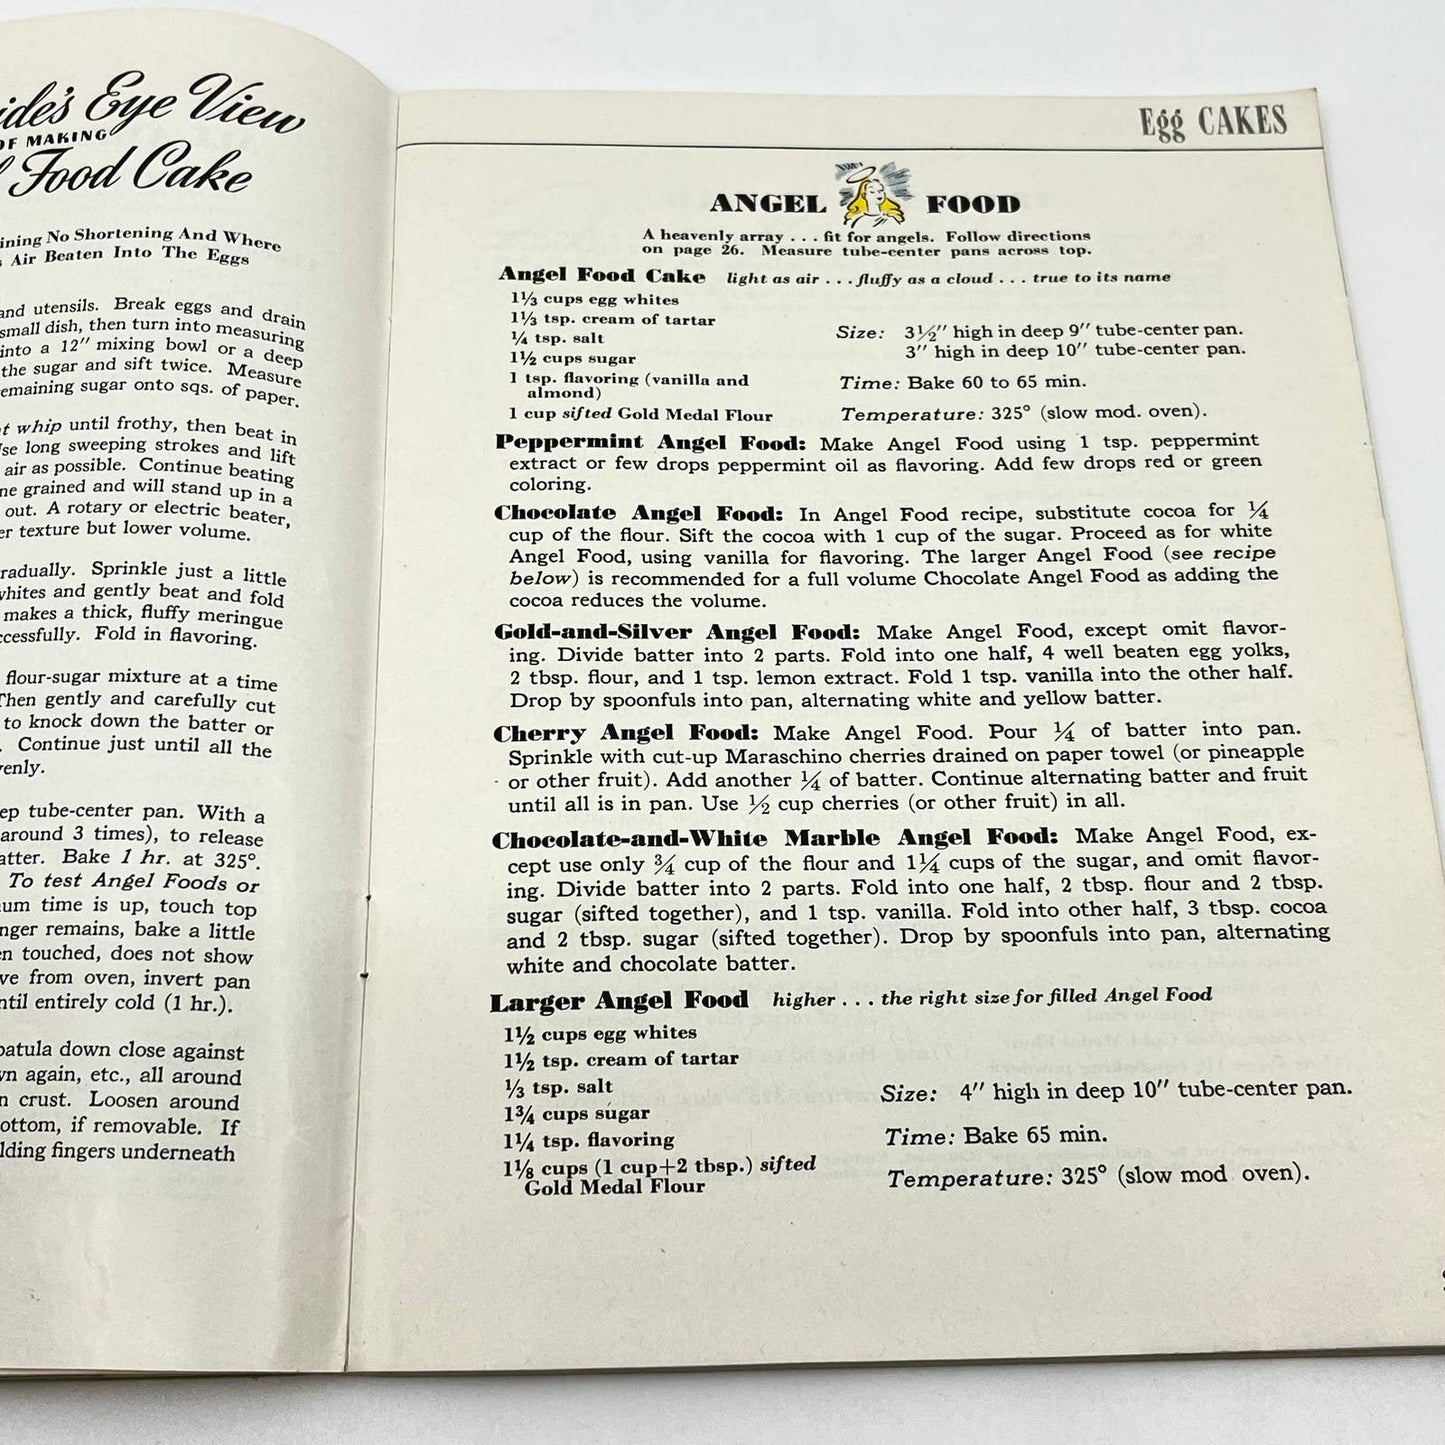 Eye View
OF MAKING
Food Cake
No Shortening And Where
Air Beaten Into The Eggs
and utensils. Break eggs and drain
small dish, then turn into measuring
into a 12" mixing bowl or a deep
the sugar and sift twice. Measure
remaining sugar onto sqs. of paper.
whip until frothy, then beat in
Use long sweeping strokes and lift
air as possible. Continue beating
grained and will stand up in a
out. A rotary or electric beater,
texture but lower volume.
gradually. Sprinkle just a little
whites and gently beat and fold
makes a thick, fluffy meringue
successfully. Fold in flavoring.
flour-sugar mixture at a time
Then gently and carefully cut
to knock down the batter or
Continue just until all the
evenly.
deep tube-center pan. With a
around 3 times), to release
batter. Bake 1 hr. at 325°.
To test Angel Foods or
time is up, touch top
finger remains, bake a little
touched, does not show
from oven, invert pan
until entirely cold (1 hr.).
spatula down close against
again, etc., all around
crust. Loosen around
bottom, if removable. If
holding fingers underneath
Egg CAKES
ANGEL FOOD
A heavenly array . . . fit for angels. Follow directions
on page 26. Measure tube-center pans across top.
Angel Food Cake light as air . . . fluffy as a cloud . . . true to its name
1⅓ cups egg whites
1⅓ tsp. cream of tartar
¼ tsp. salt
1½ cups sugar
1 tsp. flavoring (vanilla and
almond)
1 cup sifted Gold Medal Flour
Size: 3½" high in deep 9" tube-center pan.
3" high in deep 10" tube-center pan.
Time: Bake 60 to 65 min.
Temperature: 325° (slow mod. oven).
Peppermint Angel Food: Make Angel Food using 1 tsp. peppermint
extract or few drops peppermint oil as flavoring. Add few drops red or green
coloring.
Chocolate Angel Food: In Angel Food recipe, substitute cocoa for ¼
cup of the flour. Sift the cocoa with 1 cup of the sugar. Proceed as for white
Angel Food, using vanilla for flavoring. The larger Angel Food (see recipe
below) is recommended for a full volume Chocolate Angel Food as adding the
cocoa reduces the volume.
Gold-and-Silver Angel Food: Make Angel Food, except omit flavor-
ing. Divide batter into 2 parts. Fold into one half, 4 well beaten egg yolks,
2 tbsp. flour, and 1 tsp. lemon extract. Fold 1 tsp. vanilla into the other half.
Drop by spoonfuls into pan, alternating white and yellow batter.
Cherry Angel Food: Make Angel Food. Pour ¼ of batter into pan.
Sprinkle with cut-up Maraschino cherries drained on paper towel (or pineapple
or other fruit). Add another ¼ of batter. Continue alternating batter and fruit
until all is in pan. Use ½ cup cherries (or other fruit) in all.
Chocolate-and-White Marble Angel Food: Make Angel Food, ex-
cept use only ¾ cup of the flour and 1¼ cups of the sugar, and omit flavor-
ing. Divide batter into 2 parts. Fold into one half, 2 tbsp. flour and 2 tbsp.
sugar (sifted together), and 1 tsp. vanilla. Fold into other half, 3 tbsp. cocoa
and 2 tbsp. sugar (sifted together). Drop by spoonfuls into pan, alternating
white and chocolate batter.
Larger Angel Food higher . . . the right size for filled Angel Food
1½ cups egg whites
1½ tsp. cream of tartar
⅓ tsp. salt
1¾ cups sugar
1¼ tsp. flavoring
1⅛ cups (1 cup+2 tbsp.) sifted
Gold Medal Flour
Size: 4" high in deep 10" tube-center pan.
Time: Bake 65 min.
Temperature: 325° (slow mod oven).